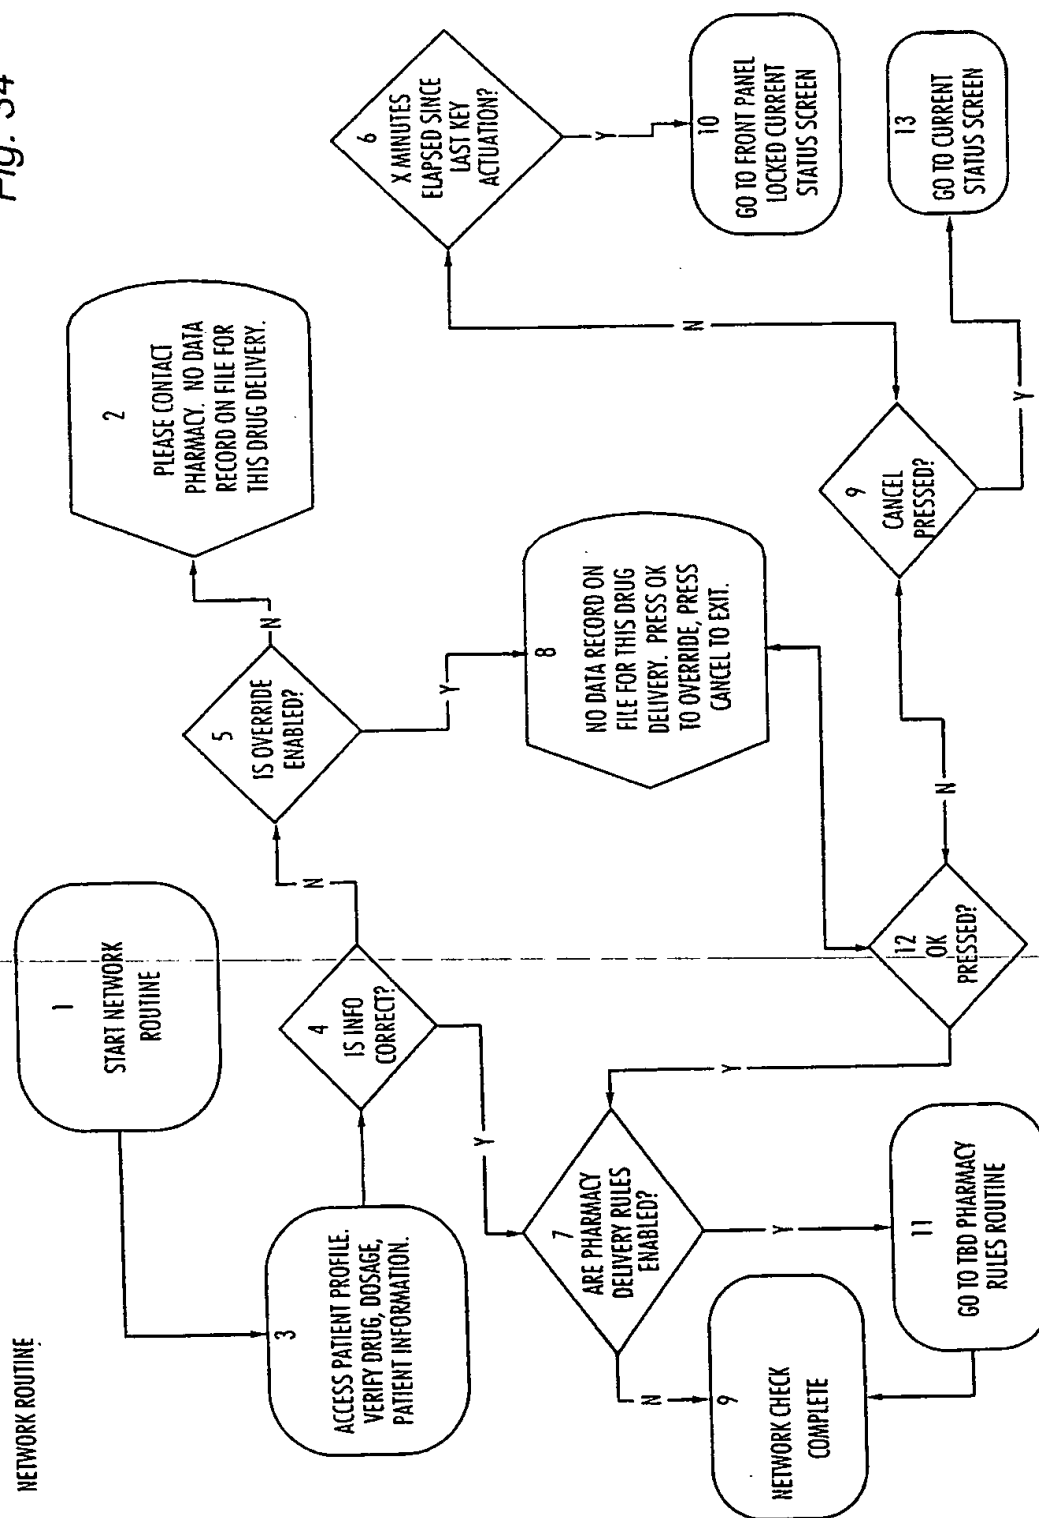 Fig. 34
NETWORK ROUTINE
1
START NETWORK
ROUTINE
2
PLEASE CONTACT
PHARMACY. NO DATA
RECORD ON FILE FOR
THIS DRUG DELIVERY.
3
ACCESS PATIENT PROFILE.
VERIFY DRUG, DOSAGE,
PATIENT INFORMATION.
4
IS INFO
CORRECT?
N
Y
5
IS OVERRIDE
ENABLED?
N
Y
6
X MINUTES
ELAPSED SINCE
LAST KEY
ACTUATION?
Y
7
ARE PHARMACY
DELIVERY RULES
ENABLED?
N
Y
8
NO DATA RECORD ON
FILE FOR THIS DRUG
DELIVERY. PRESS OK
TO OVERRIDE, PRESS
CANCEL TO EXIT.
9
CANCEL
PRESSED?
N
Y
10
GO TO FRONT PANEL
LOCKED CURRENT
STATUS SCREEN
9
NETWORK CHECK
COMPLETE
11
GO TO TBD PHARMACY
RULES ROUTINE
12
OK
PRESSED?
Y
N
13
GO TO CURRENT
STATUS SCREEN